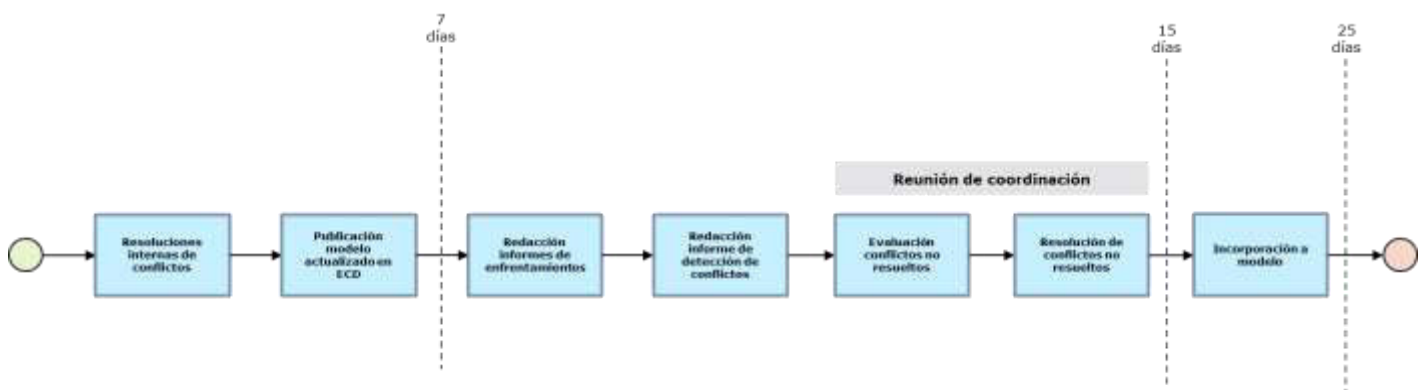 7
días
15
días
25
días
Reunión de coordinación
Resoluciones
internas de
conflictos
Publicación
modelo
actualizado en
ECD
Redacción
informes de
enfrentamientos
Redacción
informe de
detección de
conflictos
Evaluación
conflictos no
resueltos
Resolución de
conflictos no
resueltos
Incorporación a
modelo